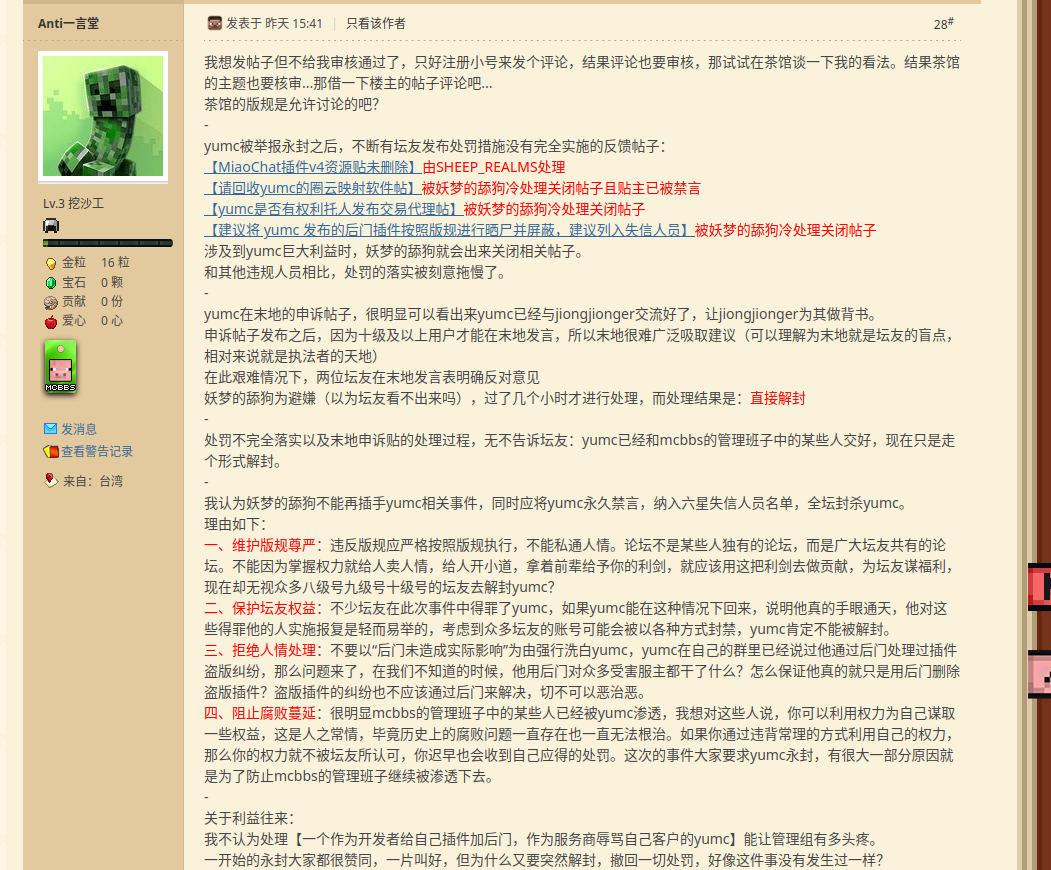 Anti一言堂
发表于 昨天 15:41 | 只看该作者
28#
Lv.3 挖沙工
金粒 16 粒
宝石 0 颗
贡献 0 份
爱心 0 心
MCBBS
发消息
查看警告记录
来自：台湾
我想发帖子但不给我审核通过了，只好注册小号来发个评论，结果评论也要审核，那试试在茶馆谈一下我的看法。结果茶馆
的主题也要核审...那借一下楼主的帖子评论吧...
茶馆的版规是允许讨论的吧？
-
yumc被举报永封之后，不断有坛友发布处罚措施没有完全实施的反馈帖子：
【MiaoChat插件v4资源贴未删除】由SHEEP_REALMS处理
【请回收yumc的圈云映射软件帖】被妖梦的舔狗冷处理关闭帖子且贴主已被禁言
【yumc是否有权利托人发布交易代理帖】被妖梦的舔狗冷处理关闭帖子
【建议将 yumc 发布的后门插件按照版规进行晒尸并屏蔽，建议列入失信人员】被妖梦的舔狗冷处理关闭帖子
涉及到yumc巨大利益时，妖梦的舔狗就会出来关闭相关帖子。
和其他违规人员相比，处罚的落实被刻意拖慢了。
-
yumc在末地的申诉帖子，很明显可以看出来yumc已经与jiongjionger交流好了，让jiongjionger为其做背书。
申诉帖子发布之后，因为十级及以上用户才能在末地发言，所以末地很难广泛吸取建议（可以理解为末地就是坛友的盲点，
相对来说就是执法者的天地）
在此艰难情况下，两位坛友在末地发言表明确反对意见
妖梦的舔狗为避嫌（以为坛友看不出来吗），过了几个小时才进行处理，而处理结果是：直接解封
-
处罚不完全落实以及末地申诉贴的处理过程，无不告诉坛友：yumc已经和mcbbs的管理班子中的某些人交好，现在只是走
个形式解封。
-
我认为妖梦的舔狗不能再插手yumc相关事件，同时应将yumc永久禁言，纳入六星失信人员名单，全坛封杀yumc。
理由如下：
一、维护版规尊严：违反版规应严格按照版规执行，不能私通人情。论坛不是某些人独有的论坛，而是广大坛友共有的论
坛。不能因为掌握权力就给人卖人情，给人开小道，拿着前辈给予你的利剑，就应该用这把利剑去做贡献，为坛友谋福利，
现在却无视众多八级号九级号十级号的坛友去解封yumc？
二、保护坛友权益：不少坛友在此次事件中得罪了yumc，如果yumc能在这种情况下回来，说明他真的手眼通天，他对这
些得罪他的人实施报复是轻而易举的，考虑到众多坛友的账号可能会被以各种方式封禁，yumc肯定不能被解封。
三、拒绝人情处理：不要以“后门未造成实际影响”为由强行洗白yumc，yumc在自己的群里已经说过他通过后门处理过插件
盗版纠纷，那么问题来了，在我们不知道的时候，他用后门对众多受害服主都干了什么？怎么保证他真的就只是用后门删除
盗版插件？盗版插件的纠纷也不应该通过后门来解决，切不可以恶治恶。
四、阻止腐败蔓延：很明显mcbbs的管理班子中的某些人已经被yumc渗透，我想对这些人说，你可以利用权力为自己谋取
一些权益，这是人之常情，毕竟历史上的腐败问题一直存在也一直无法根治。如果你通过违背常理的方式利用自己的权力，
那么你的权力就不被坛友所认可，你迟早也会收到自己应得的处罚。这次的事件大家要求yumc永封，有很大一部分原因就
是为了防止mcbbs的管理班子继续被渗透下去。
-
关于利益往来：
我不认为处理【一个作为开发者给自己插件加后门，作为服务商辱骂自己客户的yumc】能让管理组有多头疼。
一开始的永封大家都很赞同，一片叫好，但为什么又要突然解封，撤回一切处罚，好像这件事没有发生过一样？